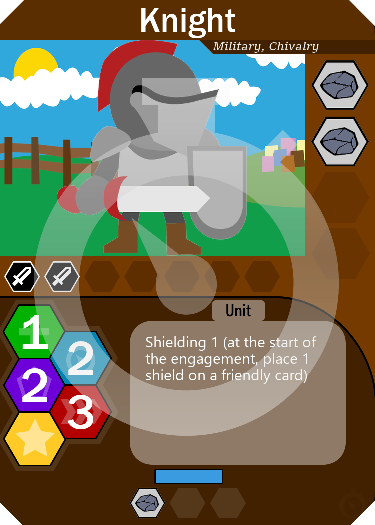 Knight
Military, Chivalry
Unit
1
2
2
3
Shielding 1 (at the start of
the engagement, place 1
shield on a friendly card)